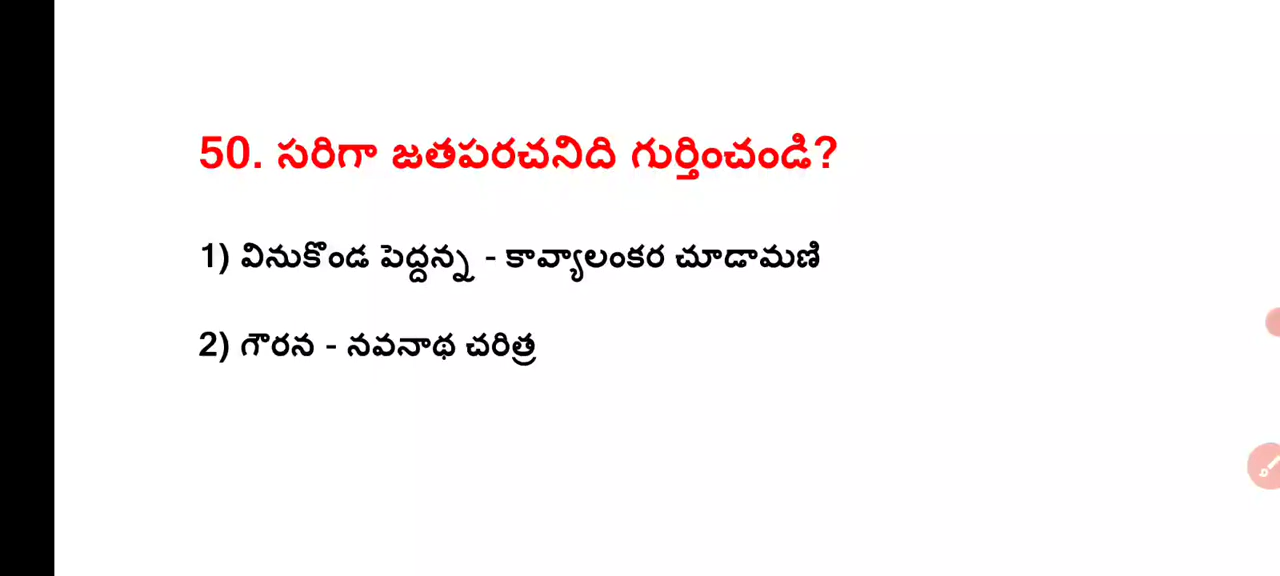 50. సరిగా జతపరచనిది గుర్తించండి?
1) వినుకొండ పెద్దన్న - కావ్యాలంకర చూడామణి
2) గౌరన - నవనాథ చరిత్ర